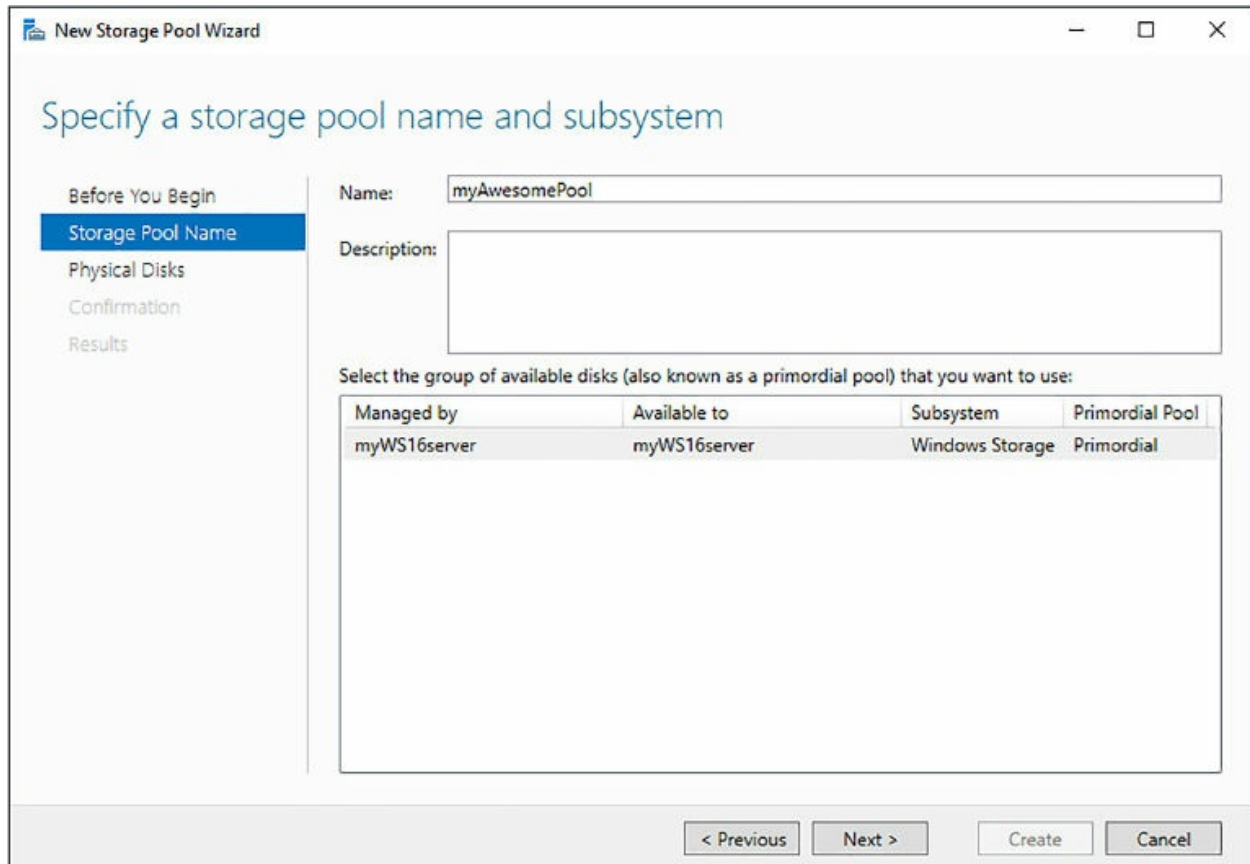 New Storage Pool Wizard
Specify a storage pool name and subsystem
Before You Begin
Storage Pool Name
Physical Disks
Confirmation
Results
Name: myAwesomePool
Description:
Select the group of available disks (also known as a primordial pool) that you want to use:
Managed by Available to Subsystem Primordial Pool
myWS16server myWS16server Windows Storage Primordial
< Previous Next > Create Cancel